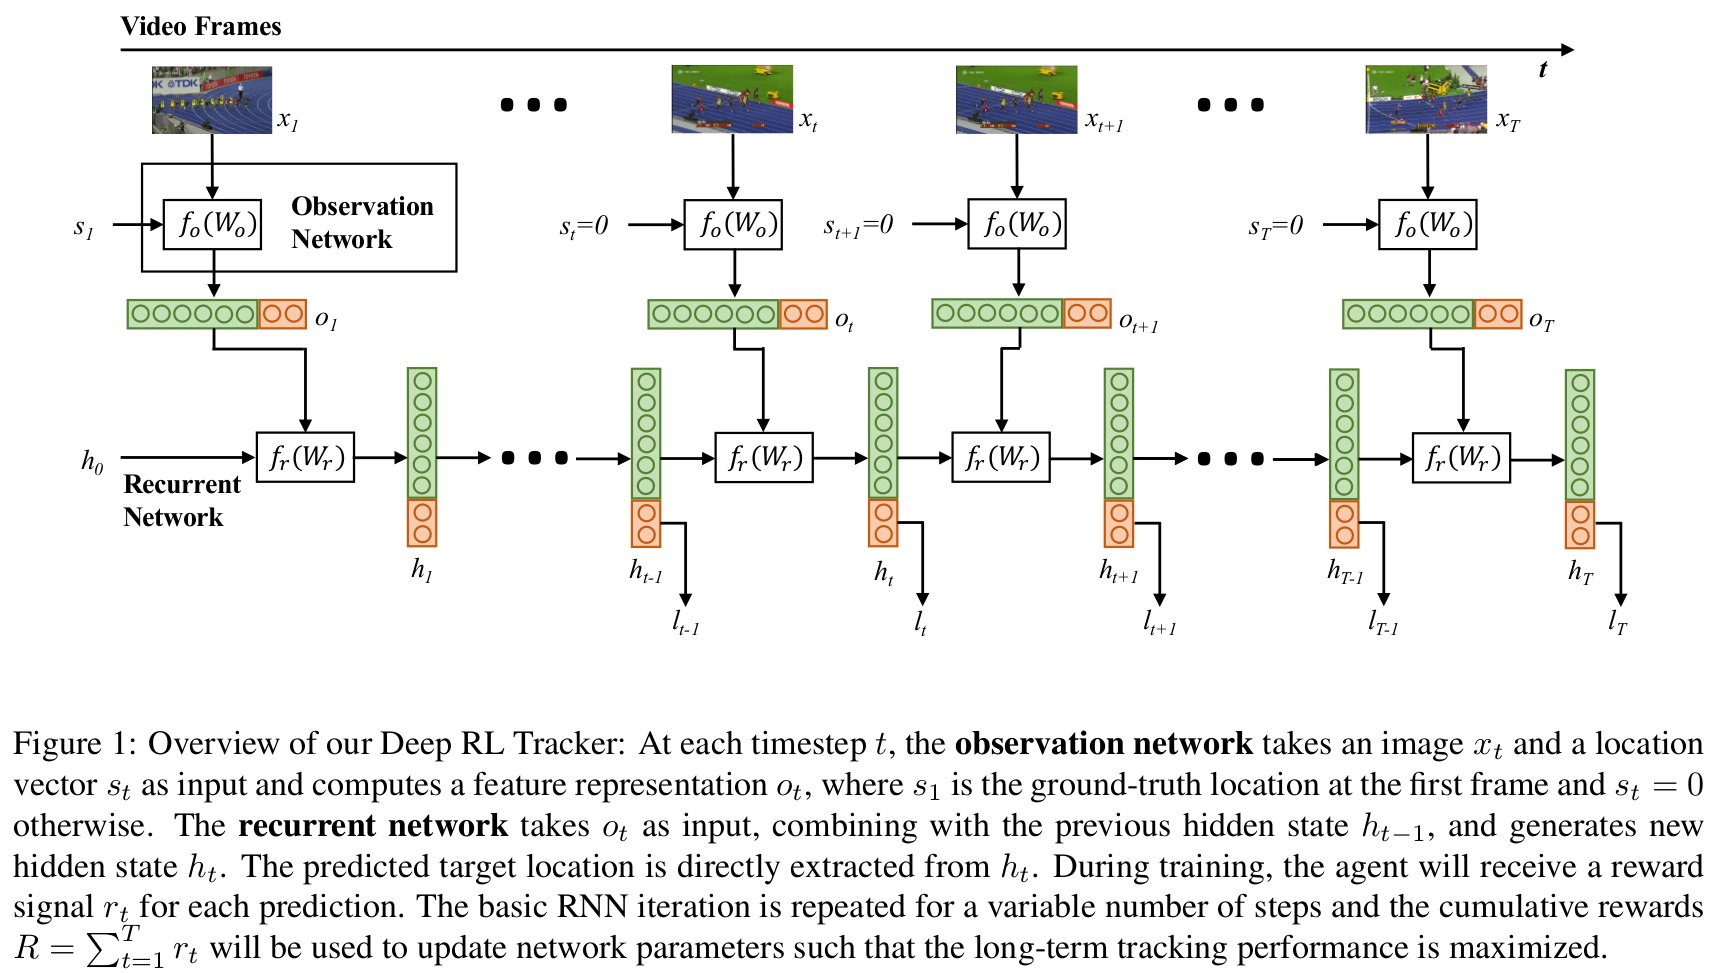 Video Frames
t
TDK TOYOTA
x_1
x_t
x_{t+1}
x_T
s_1
f_o(W_o)
Observation
Network
s_t=0
f_o(W_o)
s_{t+1}=0
f_o(W_o)
s_T=0
f_o(W_o)
o_1
o_t
o_{t+1}
o_T
h_0
f_r(W_r)
f_r(W_r)
f_r(W_r)
f_r(W_r)
Recurrent
Network
h_1
h_{t-1}
h_t
h_{t+1}
h_{T-1}
h_T
l_{t-1}
l_t
l_{t+1}
l_{T-1}
l_T
Figure 1: Overview of our Deep RL Tracker: At each timestep t, the observation network takes an image x_t and a location
vector s_t as input and computes a feature representation o_t, where s_1 is the ground-truth location at the first frame and s_t = 0
otherwise. The recurrent network takes o_t as input, combining with the previous hidden state h_{t−1}, and generates new
hidden state h_t. The predicted target location is directly extracted from h_t. During training, the agent will receive a reward
signal r_t for each prediction. The basic RNN iteration is repeated for a variable number of steps and the cumulative rewards
R = ∑_{t=1}^{T} r_t will be used to update network parameters such that the long-term tracking performance is maximized.